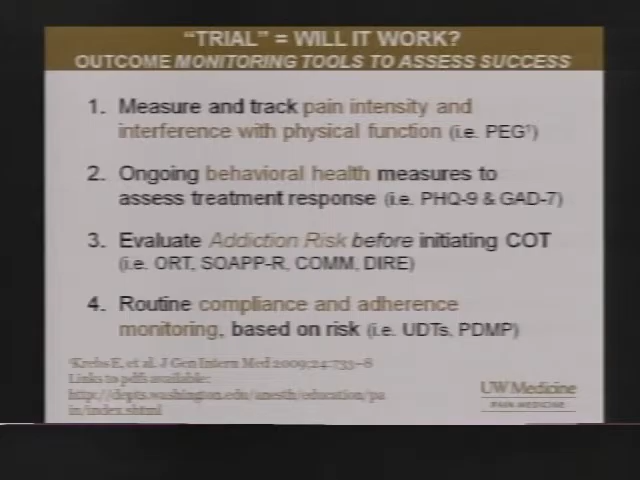 "TRIAL" = WILL IT WORK?
OUTCOME MONITORING TOOLS TO ASSESS SUCCESS
1. Measure and track pain intensity and
interference with physical function (i.e. PEG¹)
2. Ongoing behavioral health measures to
assess treatment response (i.e. PHQ-9 & GAD-7)
3. Evaluate Addiction Risk before initiating COT
(i.e. ORT, SOAPP-R, COMM, DIRE)
4. Routine compliance and adherence
monitoring, based on risk (i.e. UDTs, PDMP)
¹Krebs E, et al. J Gen Intern Med 2009;24:733–8
Links to pdfs available:
http://depts.washington.edu/anesth/education/pa
in/index.shtml
UW Medicine
PAIN MEDICINE